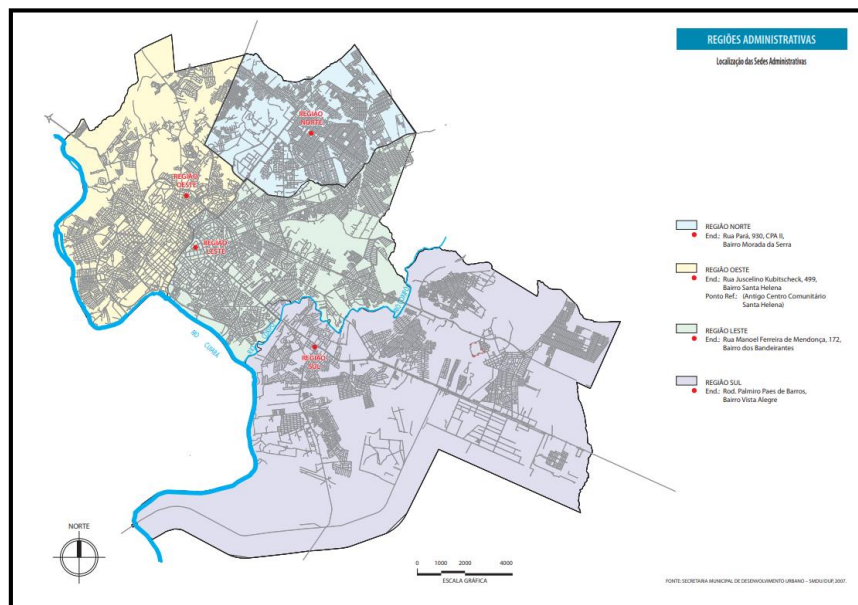 REGIÕES ADMINISTRATIVAS
Localização das Sedes Administrativas
REGIÃO
NORTE
REGIÃO
OESTE
REGIÃO
LESTE
REGIÃO
SUL
RIO CUIABÁ
REGIÃO NORTE
End.: Rua Pará, 930, CPA II,
Bairro Morada da Serra
REGIÃO OESTE
End.: Rua Juscelino Kubitscheck, 499,
Bairro Santa Helena
Ponto Ref.: (Antigo Centro Comunitário
Santa Helena)
REGIÃO LESTE
End.: Rua Manoel Ferreira de Mendonça, 172,
Bairro dos Bandeirantes
REGIÃO SUL
End.: Rod. Palmiro Paes de Barros,
Bairro Vista Alegre
NORTE
0 1000 2000 4000
ESCALA GRÁFICA
FONTE: SECRETARIA MUNICIPAL DE DESENVOLVIMENTO URBANO – SMDU/DUP, 2007.